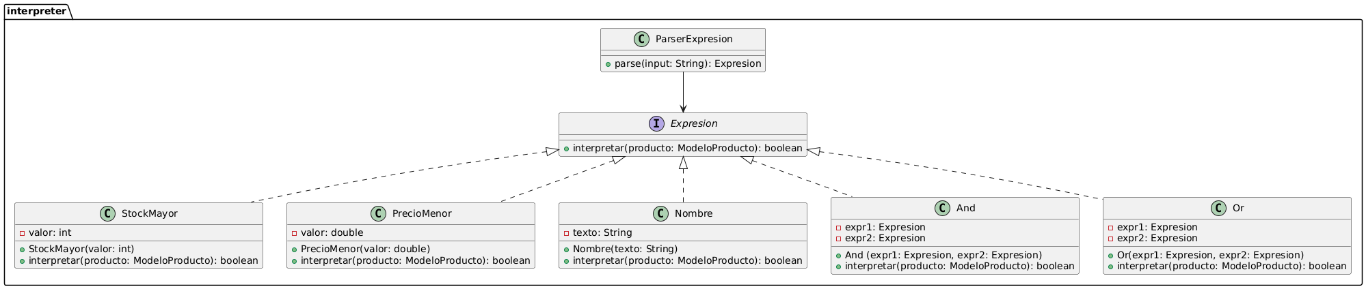 interpreter
C ParserExpresion
parse(input: String): Expresion
I Expresion
interpretar(producto: ModeloProducto): boolean
C StockMayor
valor: int
StockMayor(valor: int)
interpretar(producto: ModeloProducto): boolean
C PrecioMenor
valor: double
PrecioMenor(valor: double)
interpretar(producto: ModeloProducto): boolean
C Nombre
texto: String
Nombre(texto: String)
interpretar(producto: ModeloProducto): boolean
C And
expr1: Expresion
expr2: Expresion
And (expr1: Expresion, expr2: Expresion)
interpretar(producto: ModeloProducto): boolean
C Or
expr1: Expresion
expr2: Expresion
Or(expr1: Expresion, expr2: Expresion)
interpretar(producto: ModeloProducto): boolean